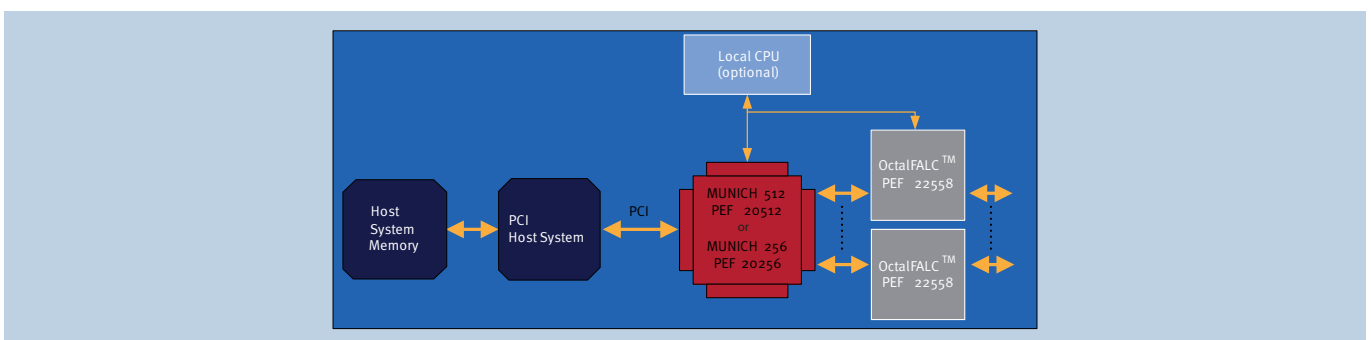 Local CPU
(optional)
OctalFALC™
PEF 22558
Host
System
Memory
PCI
Host System
PCI
MUNICH 512
PEF 20512
or
MUNICH 256
PEF 20256
OctalFALC™
PEF 22558